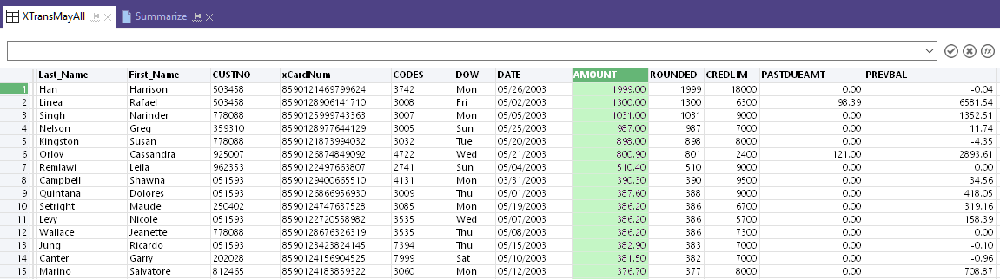 XTransMayAll Summarize
fx
Last_Name First_Name CUSTNO xCardNum CODES DOW DATE AMOUNT ROUNDED CREDLIM PASTDUEAMT PREVBAL
1 Han Harrison 503458 8590121469799624 3742 Mon 05/26/2003 1999.00 1999 18000 0.00 -0.04
2 Linea Rafael 503458 8590128906141710 3008 Fri 05/02/2003 1300.00 1300 6300 98.39 6581.54
3 Singh Narinder 778088 8590125999743363 3007 Mon 05/05/2003 1031.00 1031 9000 0.00 1352.51
4 Nelson Greg 359310 8590128977644129 3005 Sun 05/25/2003 987.00 987 7000 0.00 11.74
5 Kingston Susan 778088 8590121873994032 3032 Tue 05/20/2003 898.00 898 8000 0.00 -4.35
6 Orlov Cassandra 925007 8590126874849092 4722 Wed 05/21/2003 800.90 801 2400 121.00 2893.61
7 Remlawi Leila 962353 8590122497663807 2741 Sun 05/04/2003 510.40 510 9000 0.00 0.00
8 Campbell Shawna 051593 8590129400665510 4131 Mon 03/31/2003 390.30 390 9500 0.00 34.56
9 Quintana Dolores 051593 8590126866956930 3009 Thu 05/01/2003 387.60 388 9000 0.00 418.05
10 Setright Maude 250402 8590124747637528 3085 Mon 05/19/2003 386.20 386 6700 0.00 319.16
11 Levy Nicole 051593 8590122720558982 3535 Wed 05/07/2003 386.20 386 5700 0.00 158.39
12 Wallace Jeanette 778088 8590128676326319 3535 Thu 05/08/2003 386.20 386 7300 0.00 0.00
13 Jung Ricardo 051593 8590123423824145 7394 Thu 05/15/2003 382.90 383 7000 0.00 -0.10
14 Canter Garry 202028 8590124156904525 7999 Sat 05/10/2003 381.50 382 7000 0.00 -0.96
15 Marino Salvatore 812465 8590124183859322 3060 Mon 05/12/2003 376.70 377 8000 0.00 708.87